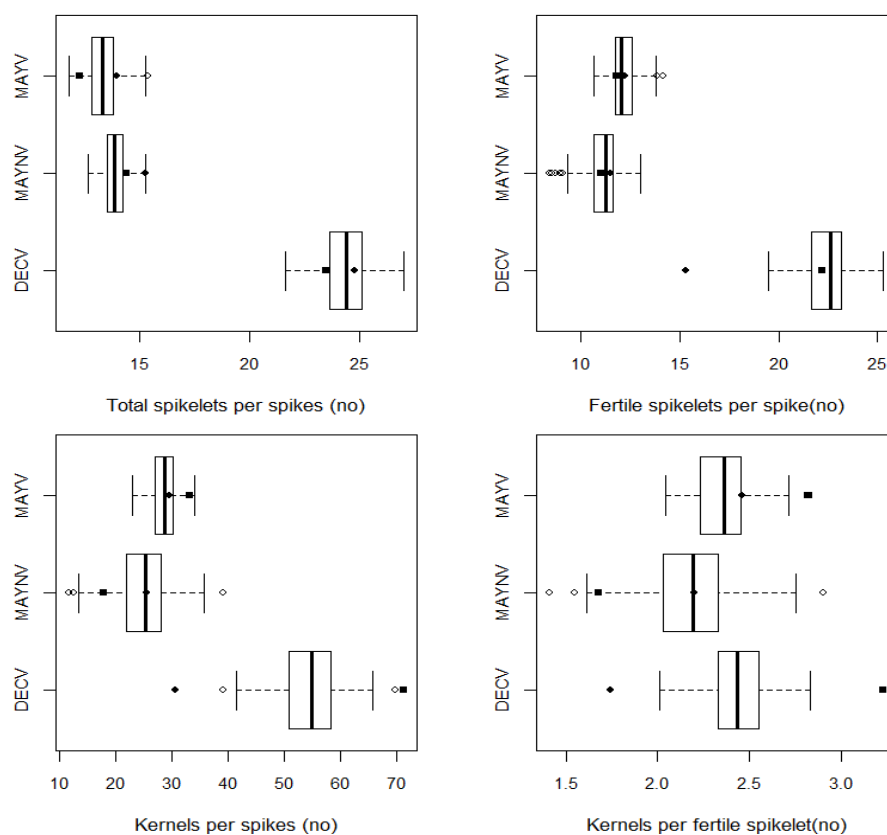 MAYV
MAYNV
DECV
15
20
25
Total spikelets per spikes (no)
MAYV
MAYNV
DECV
10
15
20
25
Fertile spikelets per spike(no)
MAYV
MAYNV
DECV
10
20
30
40
50
60
70
Kernels per spikes (no)
MAYV
MAYNV
DECV
1.5
2.0
2.5
3.0
Kernels per fertile spikelet(no)